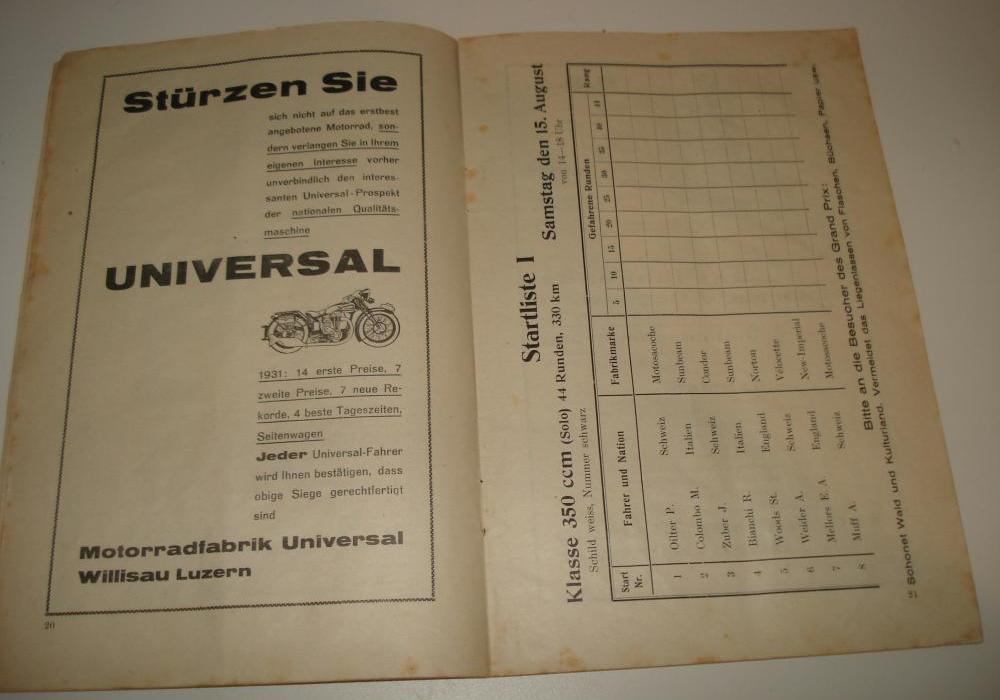 Stürzen Sie
sich nicht auf das erstbest
angebotene Motorrad, son-
dern verlangen Sie in Ihrem
eigenen Interesse vorher
unverbindlich den interes-
santen Universal-Prospekt
der nationalen Qualitäts-
maschine
UNIVERSAL
1931: 14 erste Preise, 7
zweite Preise, 7 neue Re-
korde, 4 beste Tageszeiten,
Seitenwagen
Jeder Universal-Fahrer
wird Ihnen bestätigen, dass
obige Siege gerechtfertigt
sind
Motorradfabrik Universal
Willisau Luzern
20
Startliste I
Klasse 350 ccm (Solo) 44 Runden, 330 km Samstag den 15. August
Schild weiss, Nummer schwarz von 14—18 Uhr
Start Nr. Fahrer und Nation Fabrikmarke Gefahrene Runden Rang
5 10 15 20 25 30 35 40 44
1 Oilter P. Schweiz Motosacoche
2 Colombo M. Italien Sunbeam
3 Zuber J. Schweiz Condor
4 Bianchi R. Italien Sunbeam
5 Woods St. England Norton
6 Weider A. Schweiz Velocette
7 Mellors E. A. England New-Imperial
8 Muff A. Schweiz Motosacoche
Bitte an die Besucher des Grand Prix:
Schonet Wald und Kulturland. Vermeidet das Liegenlassen von Flaschen, Büchsen, Papier usw.
21